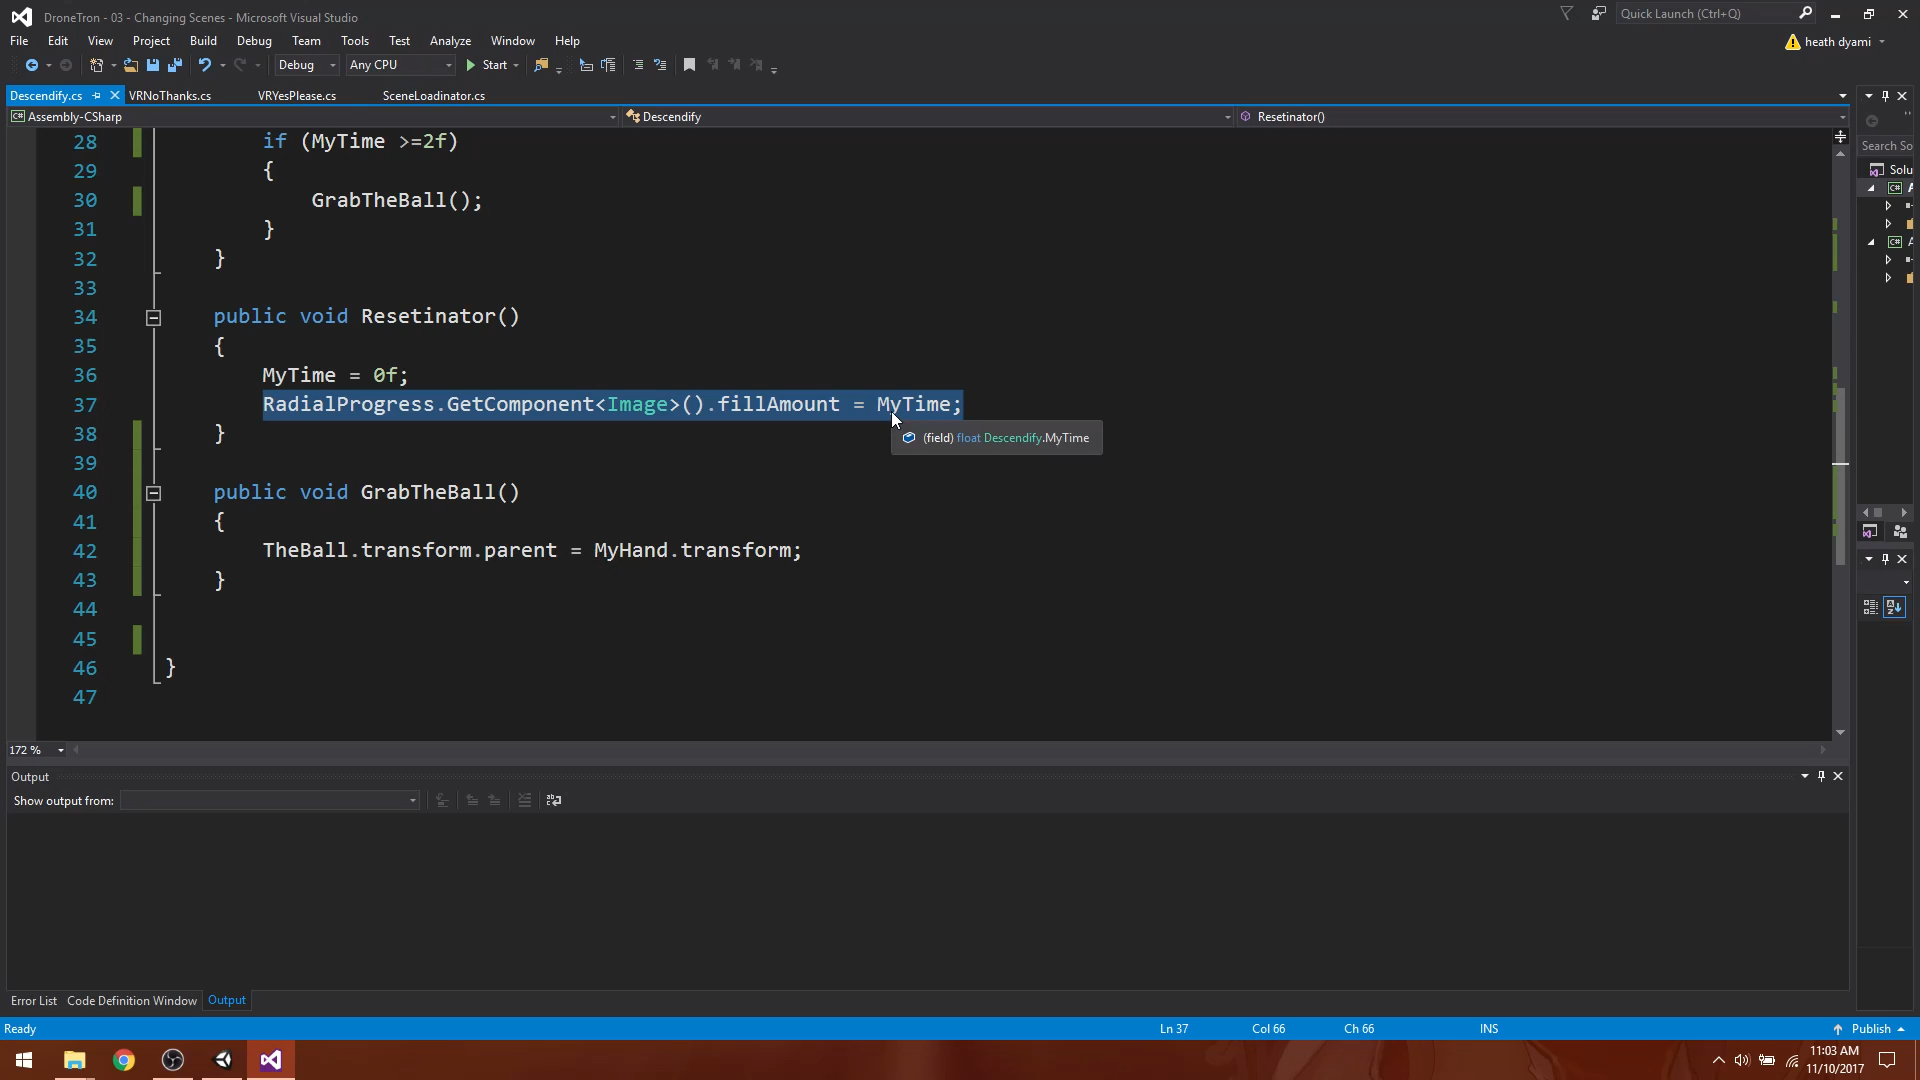 DroneTron - 03 - Changing Scenes - Microsoft Visual Studio
Quick Launch (Ctrl+Q)
File Edit View Project Build Debug Team Tools Test Analyze Window Help
heath dyami
Debug Any CPU Start
Descendify.cs VRNoThanks.cs VRYesPlease.cs SceneLoadinator.cs
Assembly-CSharp Descendify Resetinator()
28 if (MyTime >=2f)
29 {
30 GrabTheBall();
31 }
32 }
33
34 public void Resetinator()
35 {
36 MyTime = 0f;
37 RadialProgress.GetComponent<Image>().fillAmount = MyTime;
38 }
(field) float Descendify.MyTime
39
40 public void GrabTheBall()
41 {
42 TheBall.transform.parent = MyHand.transform;
43 }
44
45
46 }
47
Search So
Solu
172 %
Output
Show output from:
Error List Code Definition Window Output
Ready Ln 37 Col 66 Ch 66 INS Publish
11:03 AM
11/10/2017